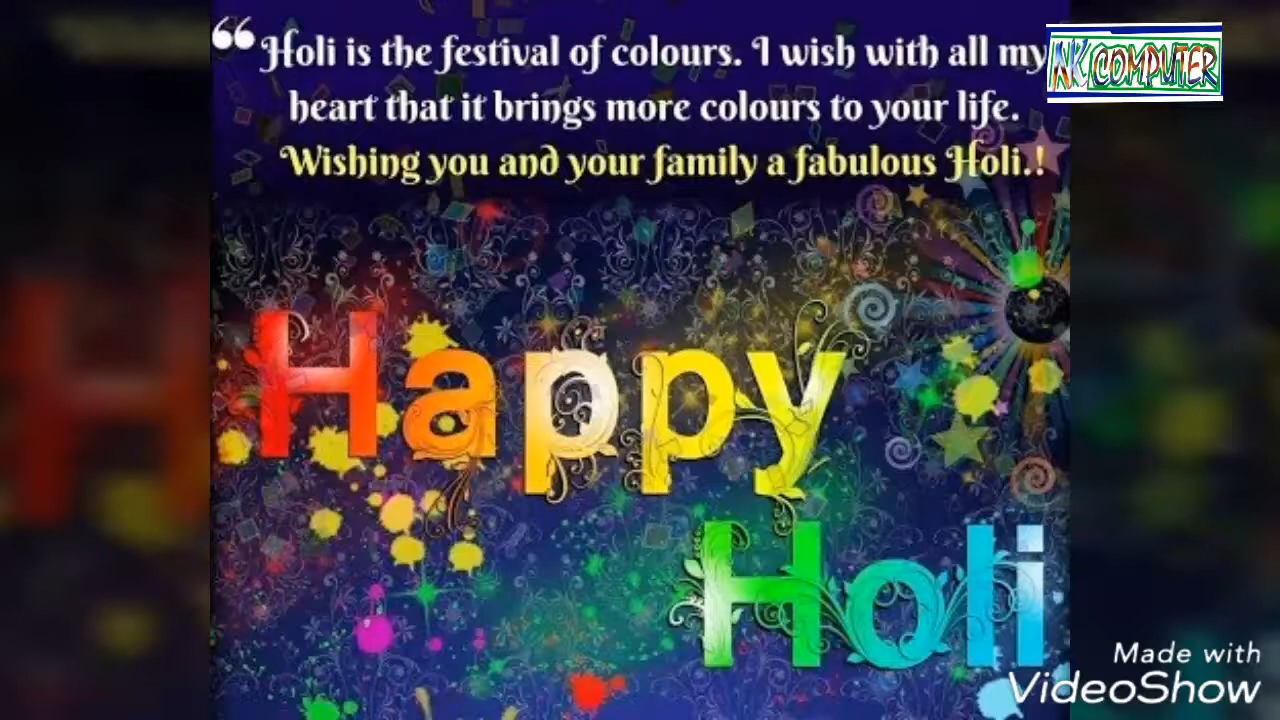 ❝ Holi is the festival of colours. I wish with all my
heart that it brings more colours to your life.
Wishing you and your family a fabulous Holi.!
NK COMPUTER
Happy
Holi
Made with
VideoShow